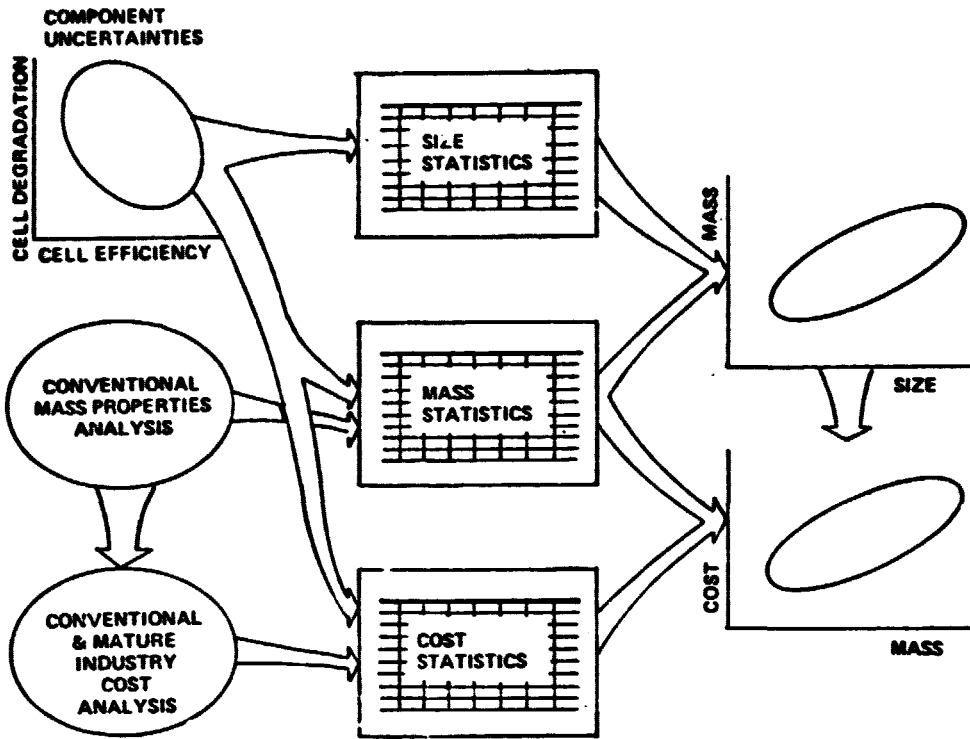 COMPONENT
UNCERTAINTIES
CELL DEGRADATION
CELL EFFICIENCY
SIZE
STATISTICS
MASS
SIZE
CONVENTIONAL
MASS PROPERTIES
ANALYSIS
MASS
STATISTICS
CONVENTIONAL
& MATURE
INDUSTRY
COST
ANALYSIS
COST
STATISTICS
COST
MASS